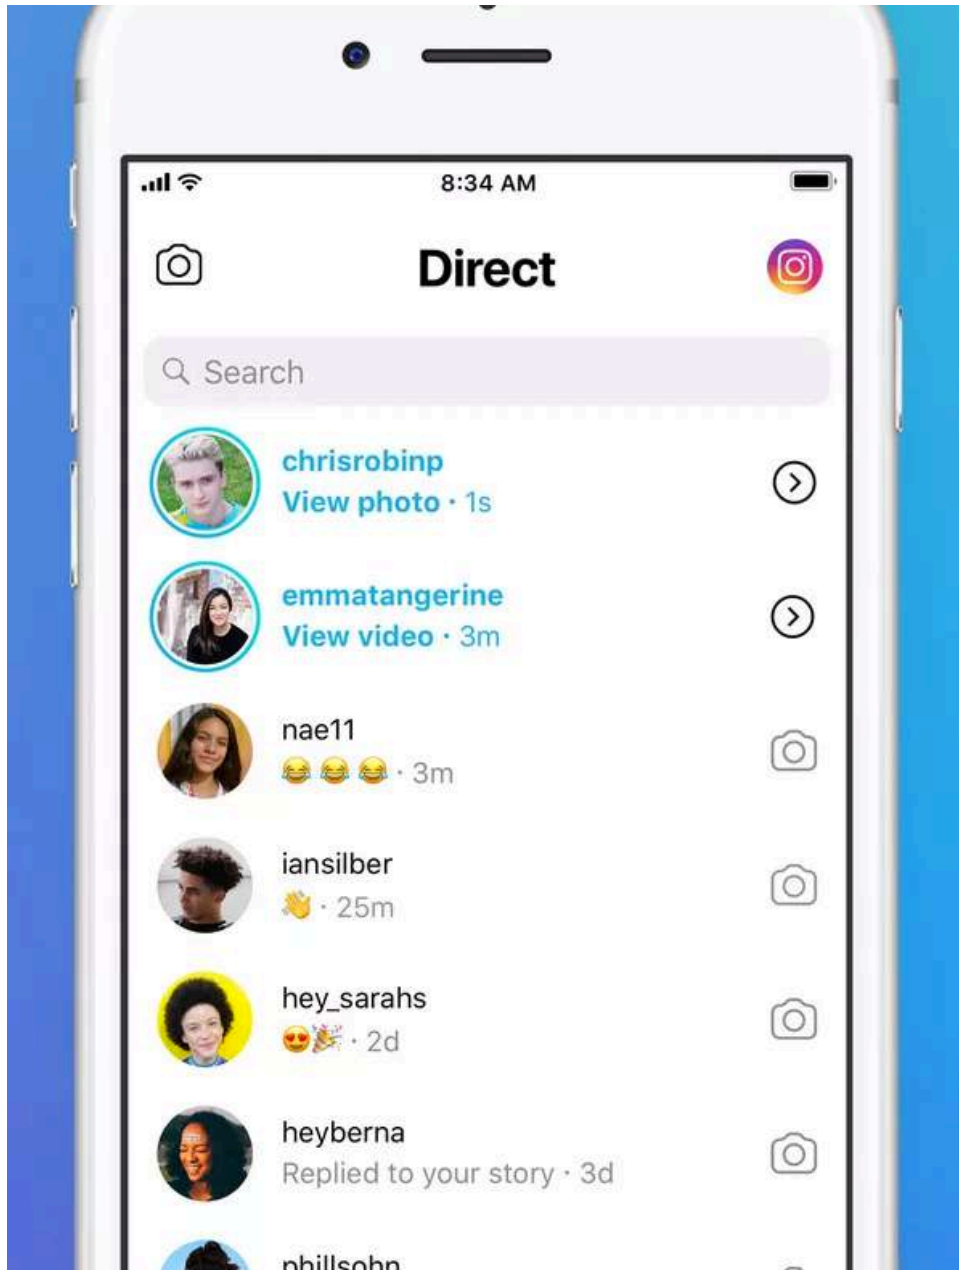 8:34 AM
Direct
Search
chrisrobinp
View photo · 1s
emmatangerine
View video · 3m
nae11
😂 😂 😂 · 3m
iansilber
👋 · 25m
hey_sarahs
😍🎉 · 2d
heyberna
Replied to your story · 3d
phillsohn